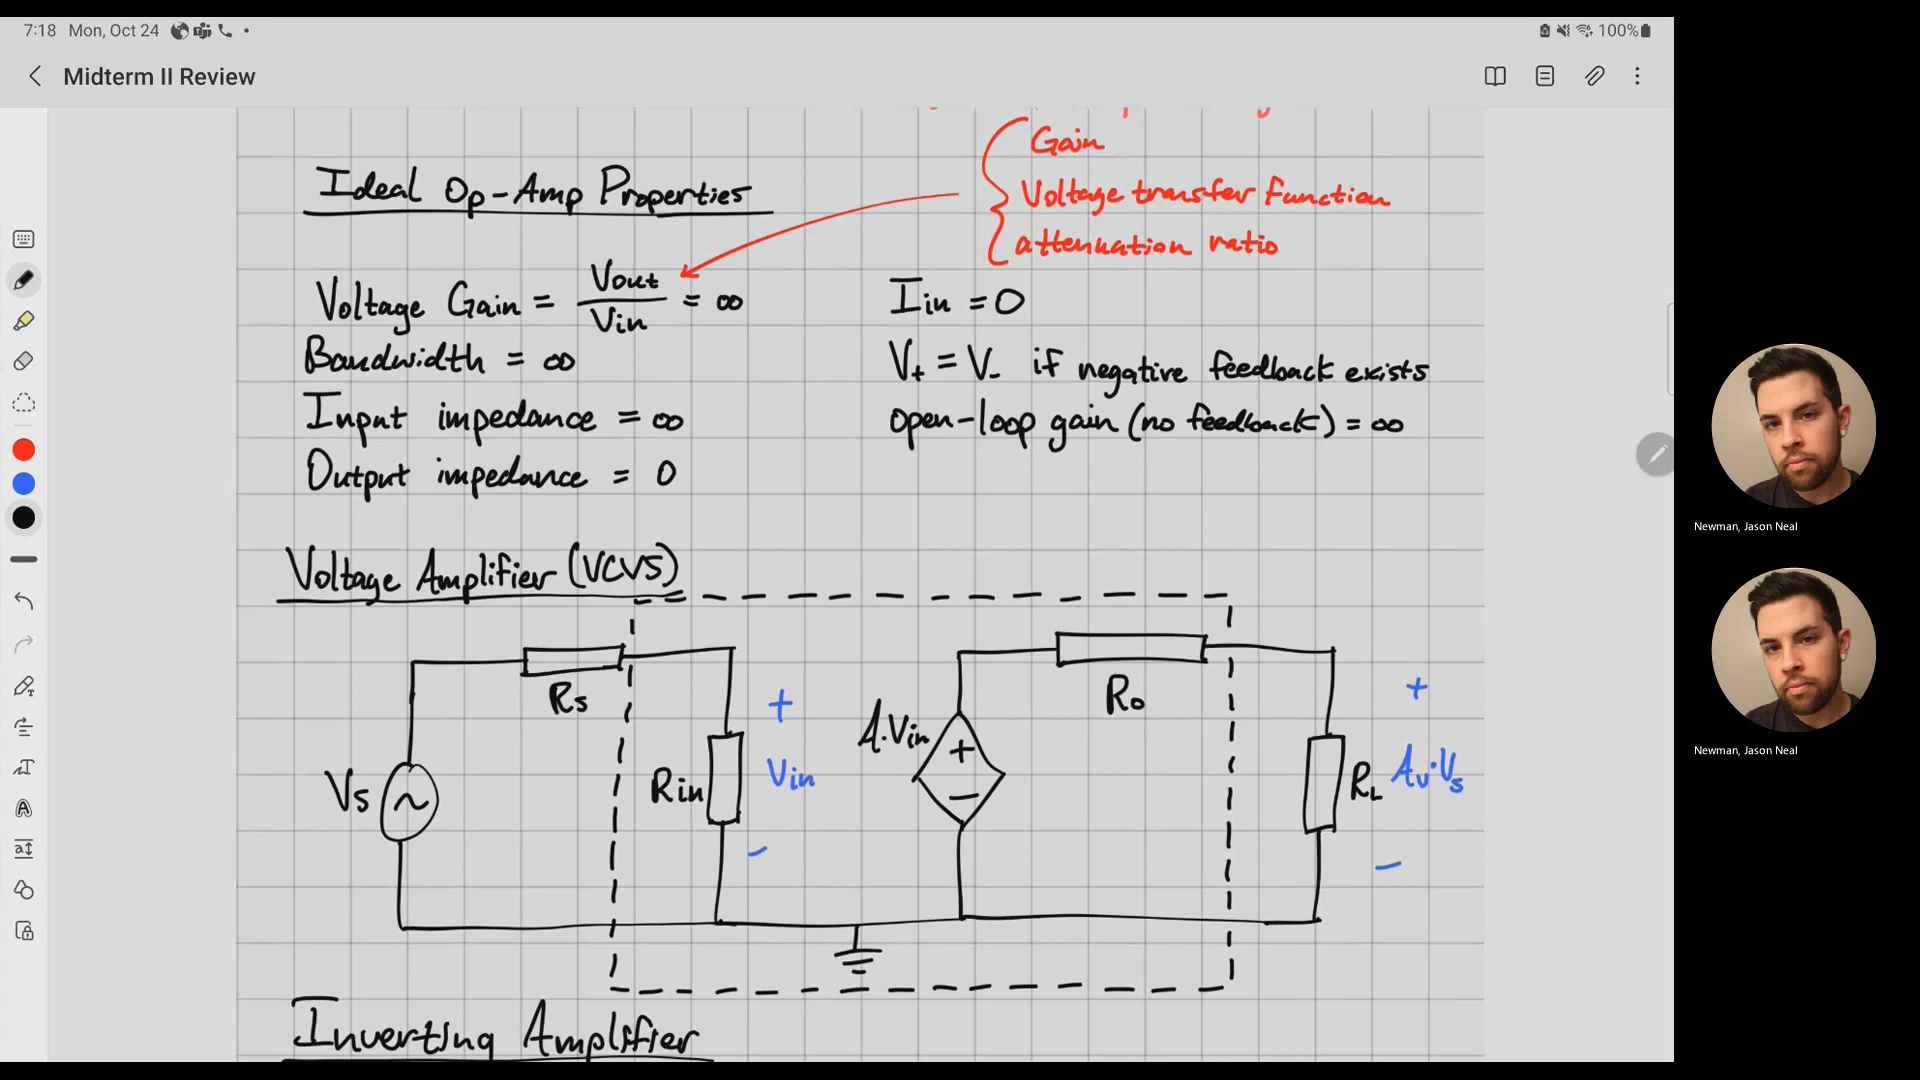 7:18 Mon, Oct 24
100%
Midterm II Review
Gain
Voltage transfer function
attenuation ratio
Ideal Op-Amp Properties
Voltage Gain = Vout / Vin = ∞
Bandwidth = ∞
Input impedance = ∞
Output impedance = 0
Iin = 0
V+ = V- if negative feedback exists
open-loop gain (no feedback) = ∞
Voltage Amplifier (VCVS)
Rs
Ro
+
+
A·Vin
+
−
Vs
Rin
Vin
RL
Av·Vs
−
−
Inverting Amplifier
Newman, Jason Neal
Newman, Jason Neal